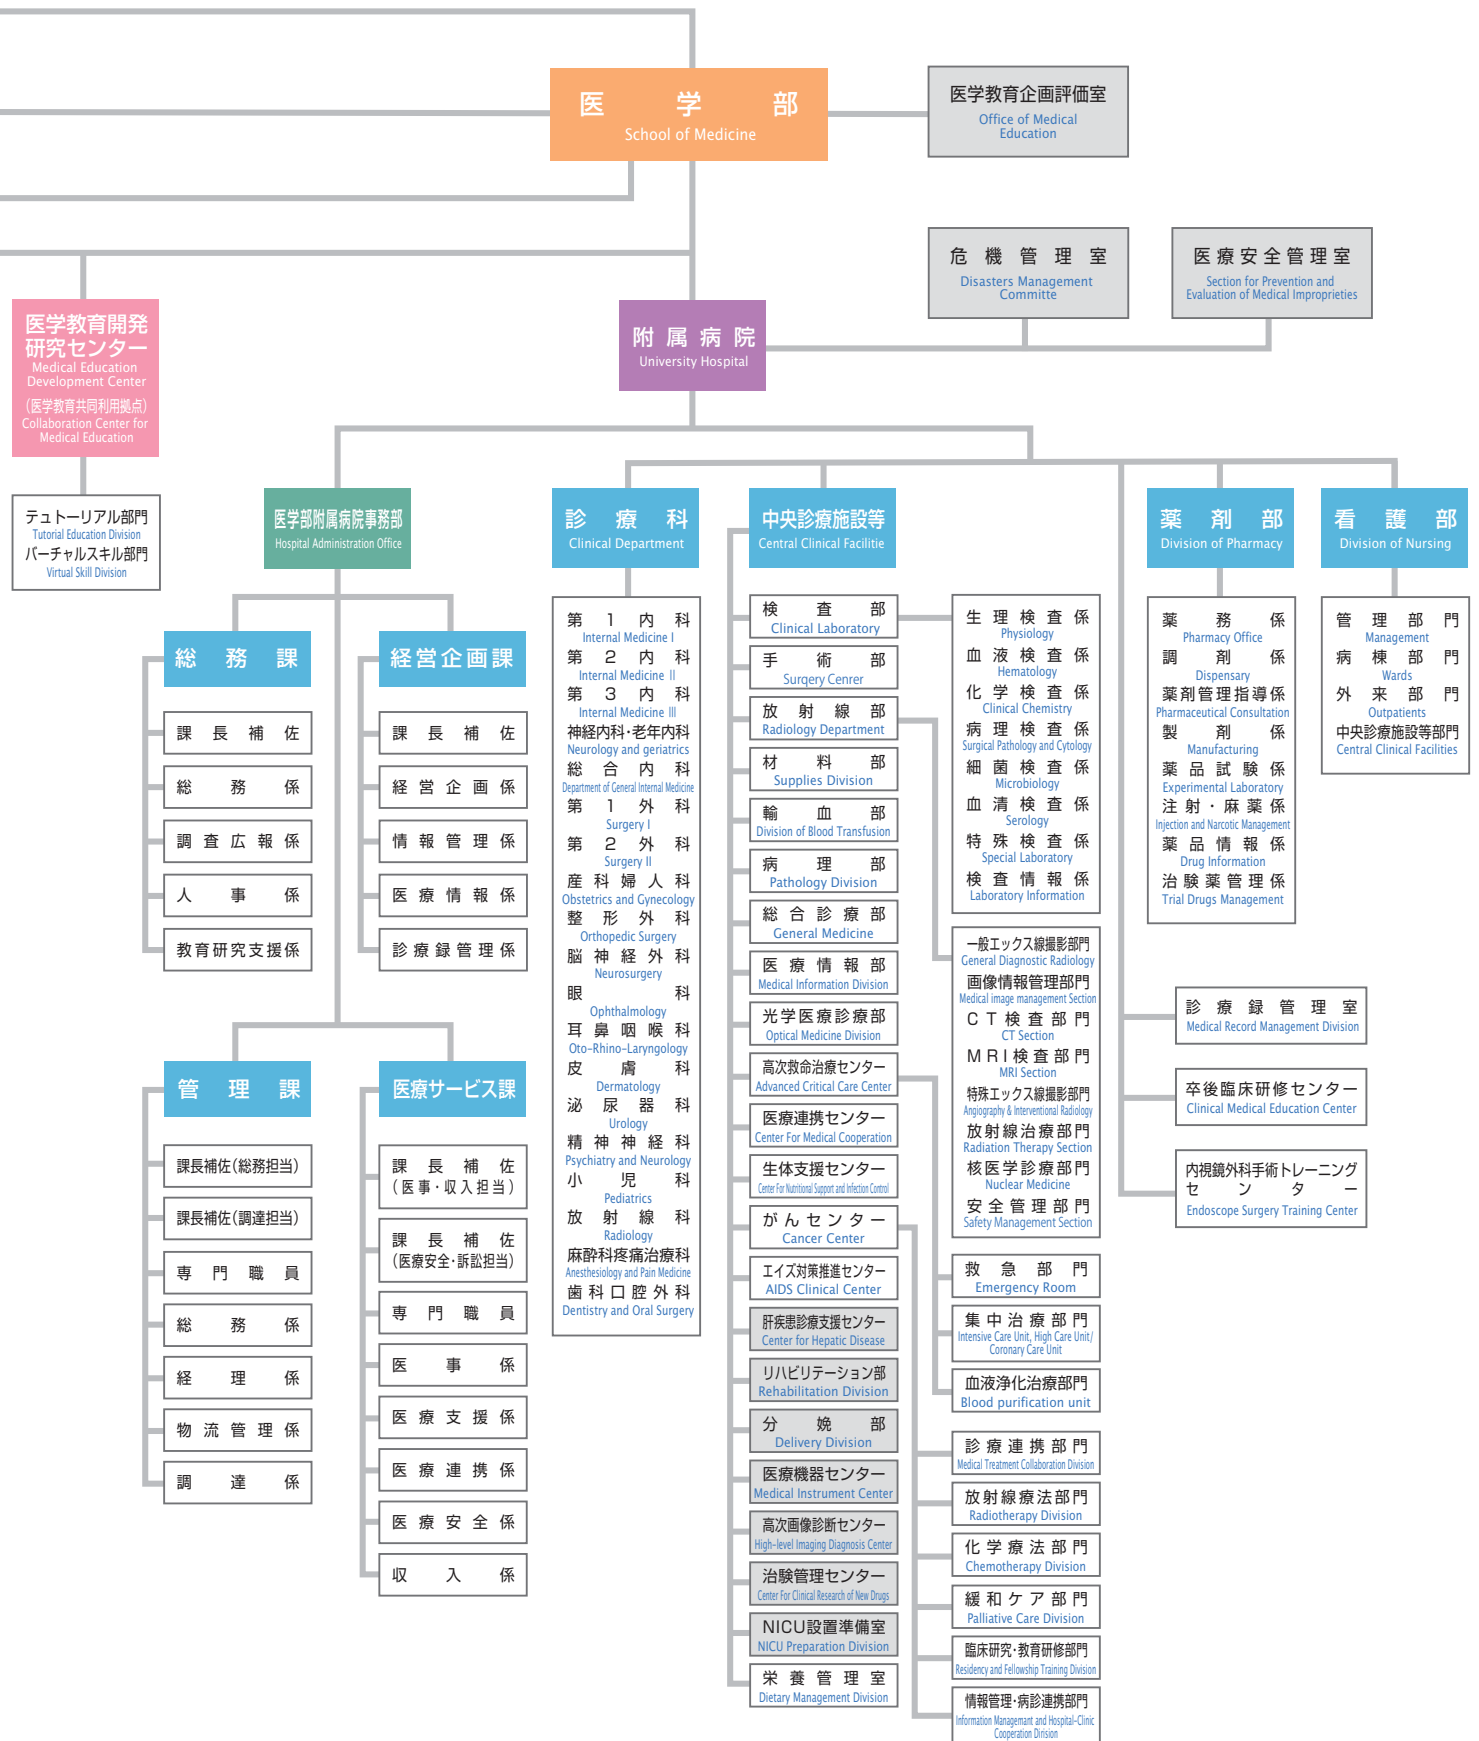 医学部
School of Medicine
医学教育企画評価室
Office of Medical
Education
危機管理室
Disasters Management
Committe
医療安全管理室
Section for Prevention and
Evaluation of Medical Improprieties
医学教育開発
研究センター
Medical Education
Development Center
(医学教育共同利用拠点)
Collaboration Center for
Medical Education
附属病院
University Hospital
テュトーリアル部門
Tutorial Education Division
バーチャルスキル部門
Virtual Skill Division
医学部附属病院事務部
Hospital Administration Office
総務課
課長補佐
総務係
調査広報係
人事係
教育研究支援係
経営企画課
課長補佐
経営企画係
情報管理係
医療情報係
診療録管理係
管理課
課長補佐(総務担当)
課長補佐(調達担当)
専門職員
総務係
経理係
物流管理係
調達係
医療サービス課
課長補佐
(医事・収入担当)
課長補佐
(医療安全・訴訟担当)
専門職員
医事係
医療支援係
医療連携係
医療安全係
収入係
診療科
Clinical Department
第1内科
Internal Medicine I
第2内科
Internal Medicine II
第3内科
Internal Medicine III
神経内科・老年内科
Neurology and geriatrics
総合内科
Department of General Internal Medicine
第1外科
Surgery I
第2外科
Surgery II
産科婦人科
Obstetrics and Gynecology
整形外科
Orthopedic Surgery
脳神経外科
Neurosurgery
眼科
Ophthalmology
耳鼻咽喉科
Oto-Rhino-Laryngology
皮膚科
Dermatology
泌尿器科
Urology
精神神経科
Psychiatry and Neurology
小児科
Pediatrics
放射線科
Radiology
麻酔科疼痛治療科
Anesthesiology and Pain Medicine
歯科口腔外科
Dentistry and Oral Surgery
中央診療施設等
Central Clinical Facilitie
検査部
Clinical Laboratory
手術部
Surqery Cenrer
放射線部
Radiology Department
材料部
Supplies Division
輸血部
Division of Blood Transfusion
病理部
Pathology Division
総合診療部
General Medicine
医療情報部
Medical Information Division
光学医療診療部
Optical Medicine Division
高次救命治療センター
Advanced Critical Care Center
医療連携センター
Center For Medical Cooperation
生体支援センター
Center For Nutritional Support and Infection Control
がんセンター
Cancer Center
エイズ対策推進センター
AIDS Clinical Center
肝疾患診療支援センター
Center for Hepatic Disease
リハビリテーション部
Rehabilitation Division
分娩部
Delivery Division
医療機器センター
Medical Instrument Center
高次画像診断センター
High-level Imaging Diagnosis Center
治験管理センター
Center For Clinical Research of New Drugs
NICU設置準備室
NICU Preparation Division
栄養管理室
Dietary Management Division
生理検査係
Physiology
血液検査係
Hematology
化学検査係
Clinical Chemistry
病理検査係
Surgical Pathology and Cytology
細菌検査係
Microbiology
血清検査係
Serology
特殊検査係
Special Laboratory
検査情報係
Laboratory Information
一般エックス線撮影部門
General Diagnostic Radiology
画像情報管理部門
Medical image management Section
CT検査部門
CT Section
MRI検査部門
MRI Section
特殊エックス線撮影部門
Angiography & Interventional Radiology
放射線治療部門
Radiation Therapy Section
核医学診療部門
Nuclear Medicine
安全管理部門
Safety Management Section
救急部門
Emergency Room
集中治療部門
Intensive Care Unit, High Care Unit/
Coronary Care Unit
血液浄化治療部門
Blood purification unit
診療連携部門
Medical Treatment Collaboration Division
放射線療法部門
Radiotherapy Division
化学療法部門
Chemotherapy Division
緩和ケア部門
Palliative Care Division
臨床研究・教育研修部門
Residency and Fellowship Training Division
情報管理・病診連携部門
Information Management and Hospital-Clinic
Cooperation Dirision
薬剤部
Division of Pharmacy
薬務係
Pharmacy Office
調剤係
Dispensary
薬剤管理指導係
Pharmaceutical Consultation
製剤係
Manufacturing
薬品試験係
Experimental Laboratory
注射・麻薬係
Injection and Narcotic Management
薬品情報係
Drug Information
治験薬管理係
Trial Drugs Management
看護部
Division of Nursing
管理部門
Management
病棟部門
Wards
外来部門
Outpatients
中央診療施設等部門
Central Clinical Facilities
診療録管理室
Medical Record Management Division
卒後臨床研修センター
Clinical Medical Education Center
内視鏡外科手術トレーニング
センター
Endoscope Surgery Training Center